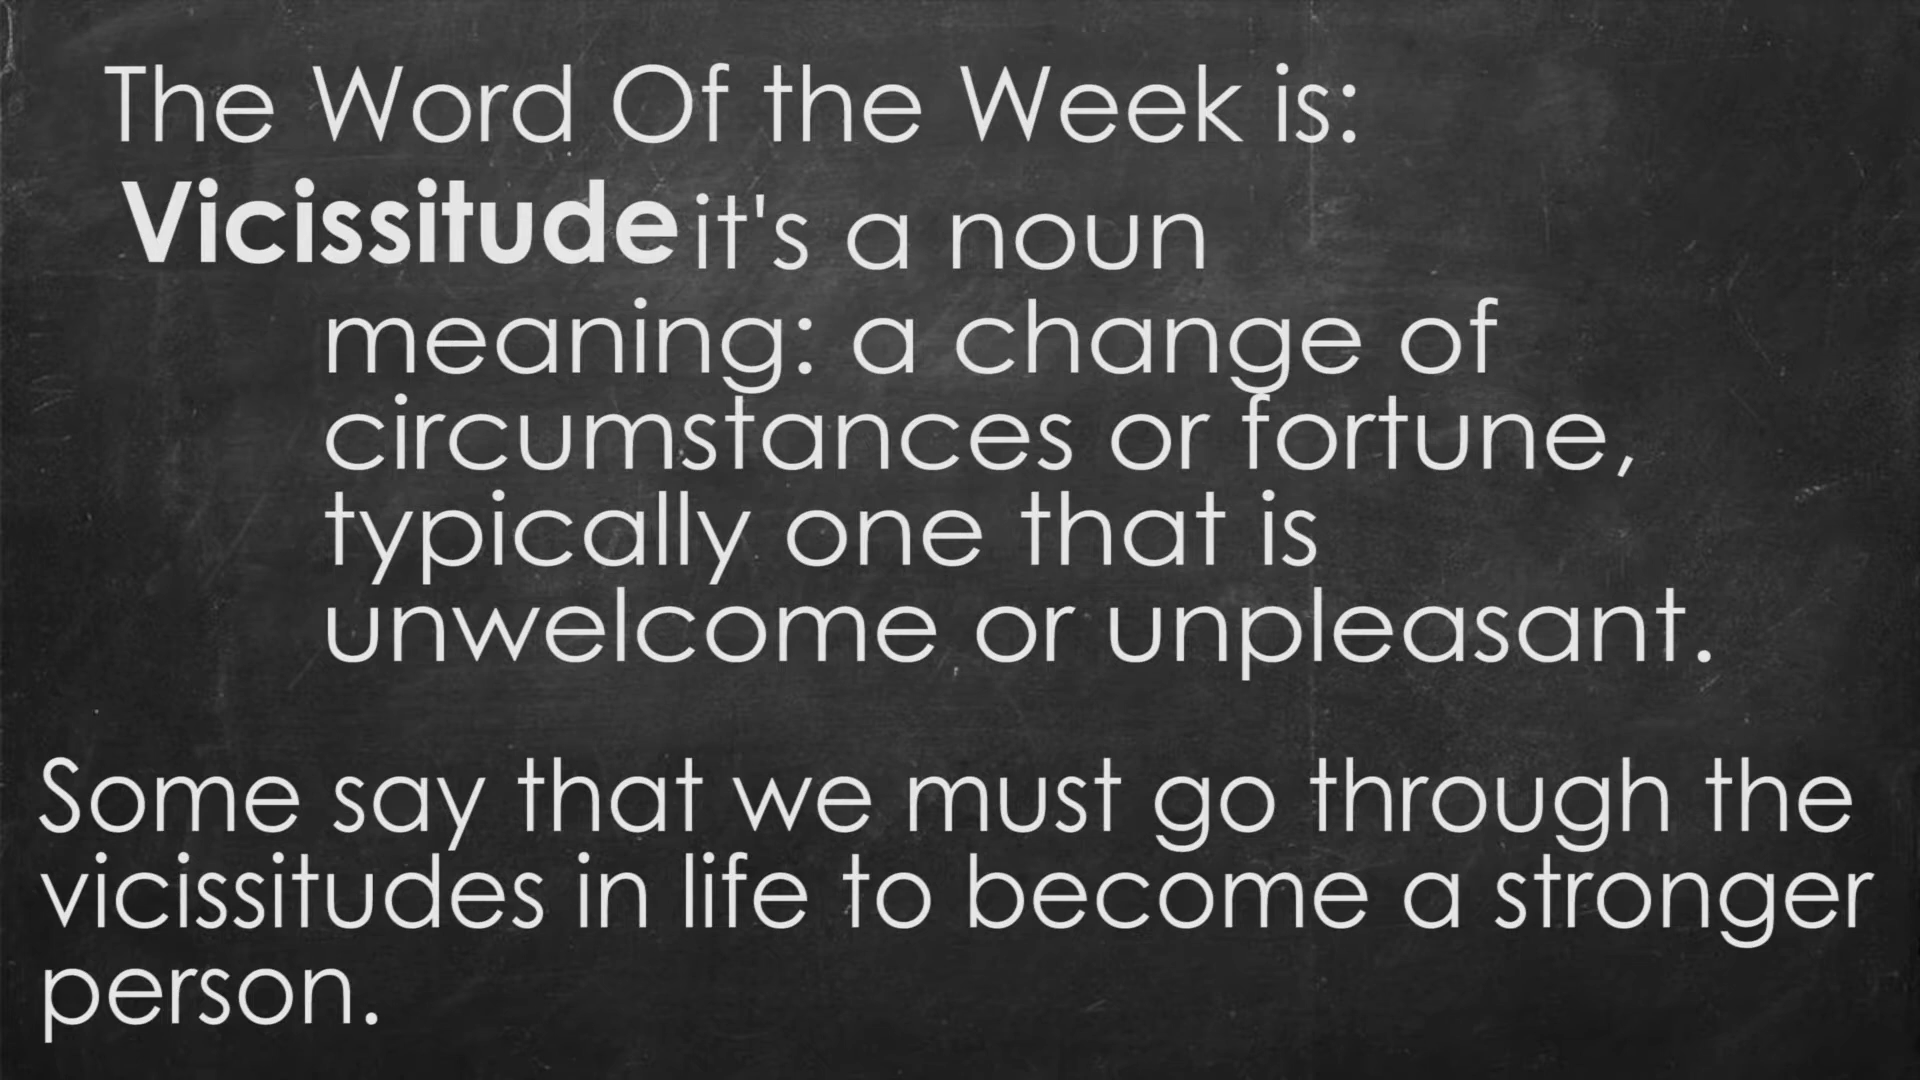 The Word Of the Week is:
Vicissitude it's a noun
meaning: a change of
circumstances or fortune,
typically one that is
unwelcome or unpleasant.
Some say that we must go through the
vicissitudes in life to become a stronger
person.